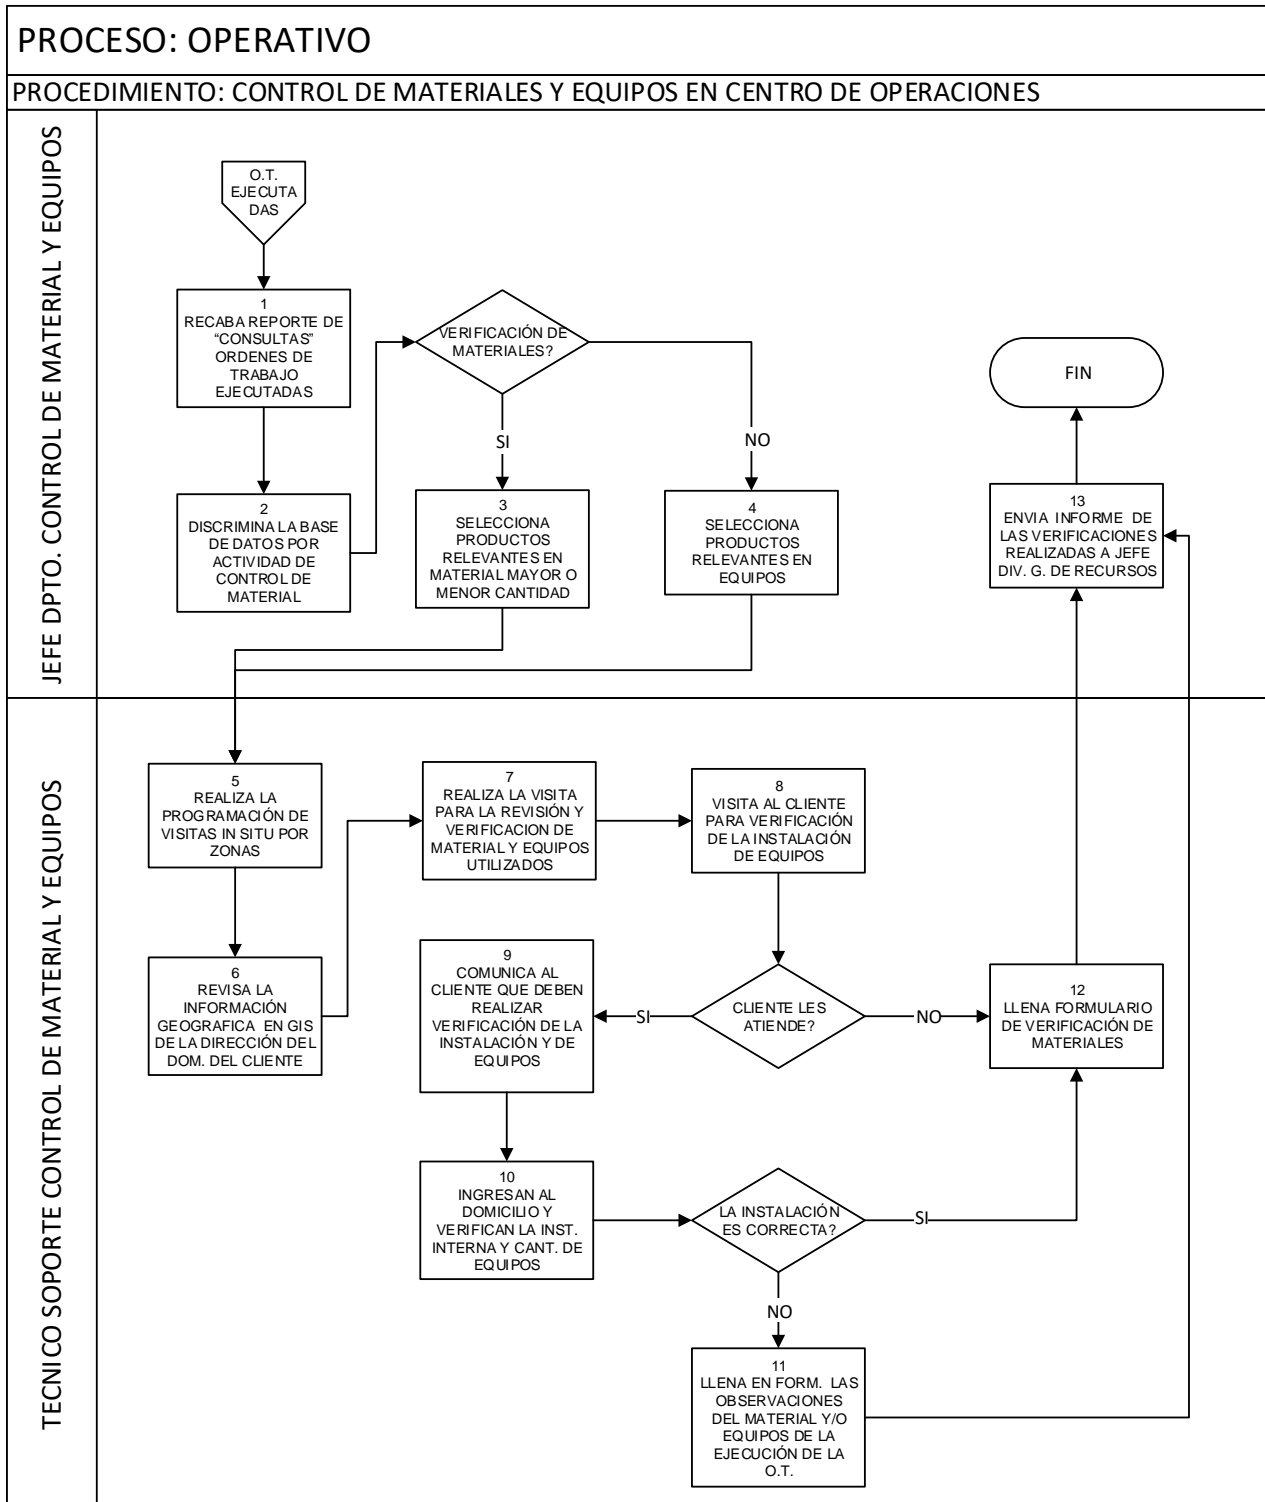 PROCESO: OPERATIVO
PROCEDIMIENTO: CONTROL DE MATERIALES Y EQUIPOS EN CENTRO DE OPERACIONES
JEFE DPTO. CONTROL DE MATERIAL Y EQUIPOS
O.T.
EJECUTA
DAS
1
RECABA REPORTE DE
“CONSULTAS”
ORDENES DE
TRABAJO
EJECUTADAS
2
DISCRIMINA LA BASE
DE DATOS POR
ACTIVIDAD DE
CONTROL DE
MATERIAL
VERIFICACIÓN DE
MATERIALES?
SI
NO
3
SELECCIONA
PRODUCTOS
RELEVANTES EN
MATERIAL MAYOR O
MENOR CANTIDAD
4
SELECCIONA
PRODUCTOS
RELEVANTES EN
EQUIPOS
FIN
13
ENVIA INFORME DE
LAS VERIFICACIONES
REALIZADAS A JEFE
DIV. G. DE RECURSOS
TECNICO SOPORTE CONTROL DE MATERIAL Y EQUIPOS
5
REALIZA LA
PROGRAMACIÓN DE
VISITAS IN SITU POR
ZONAS
6
REVISA LA
INFORMACIÓN
GEOGRAFICA EN GIS
DE LA DIRECCIÓN DEL
DOM. DEL CLIENTE
7
REALIZA LA VISITA
PARA LA REVISIÓN Y
VERIFICACION DE
MATERIAL Y EQUIPOS
UTILIZADOS
8
VISITA AL CLIENTE
PARA VERIFICACIÓN
DE LA INSTALACIÓN
DE EQUIPOS
CLIENTE LES
ATIENDE?
SI
NO
9
COMUNICA AL
CLIENTE QUE DEBEN
REALIZAR
VERIFICACIÓN DE LA
INSTALACIÓN Y DE
EQUIPOS
12
LLENA FORMULARIO
DE VERIFICACIÓN DE
MATERIALES
10
INGRESAN AL
DOMICILIO Y
VERIFICAN LA INST.
INTERNA Y CANT. DE
EQUIPOS
LA INSTALACIÓN
ES CORRECTA?
SI
NO
11
LLENA EN FORM. LAS
OBSERVACIONES
DEL MATERIAL Y/O
EQUIPOS DE LA
EJECUCIÓN DE LA
O.T.